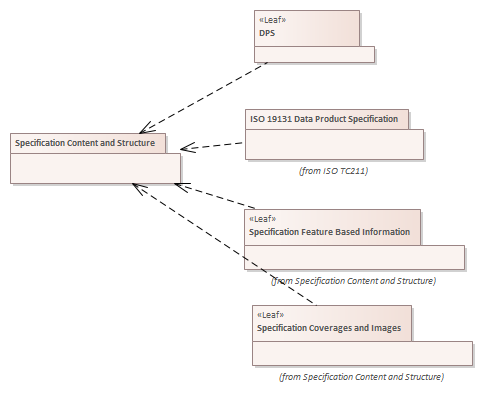 «Leaf»
DPS
ISO 19131 Data Product Specification
Specification Content and Structure
(from ISO TC211)
«Leaf»
Specification Feature Based Information
(from Specification Content and Structure)
«Leaf»
Specification Coverages and Images
(from Specification Content and Structure)